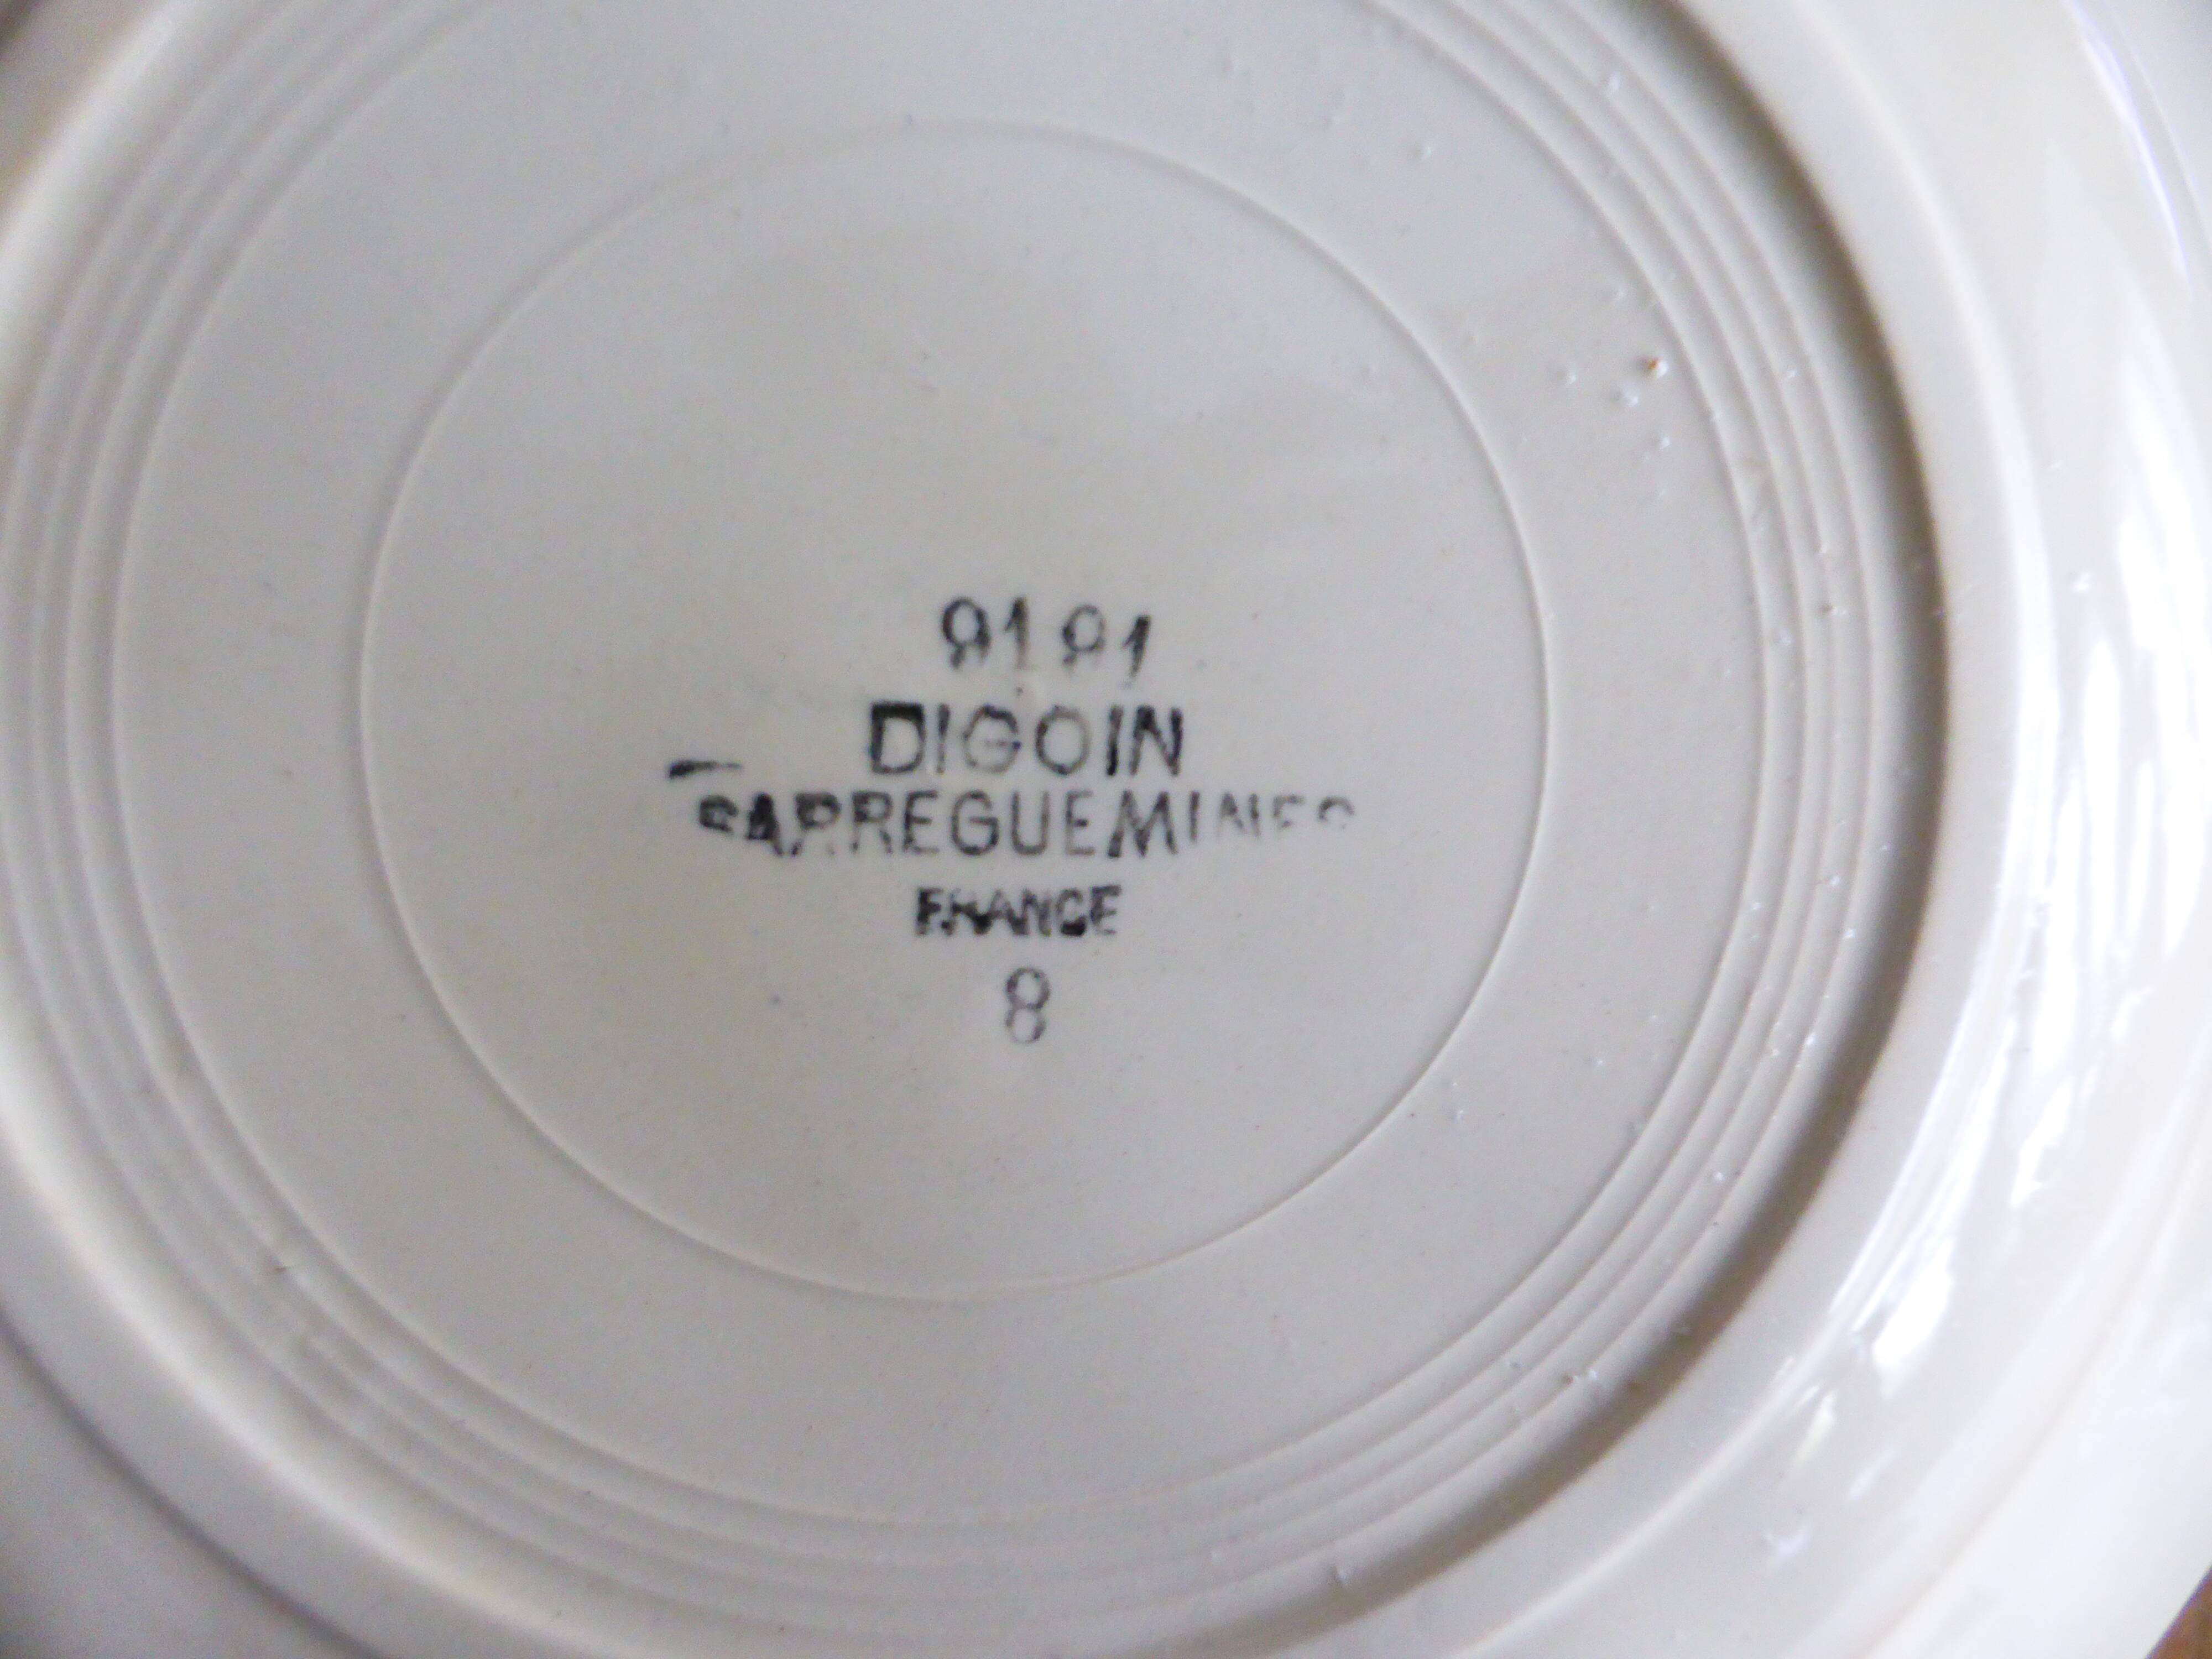 9191
DIGOIN
SARREGUEMINES
FRANCE
8